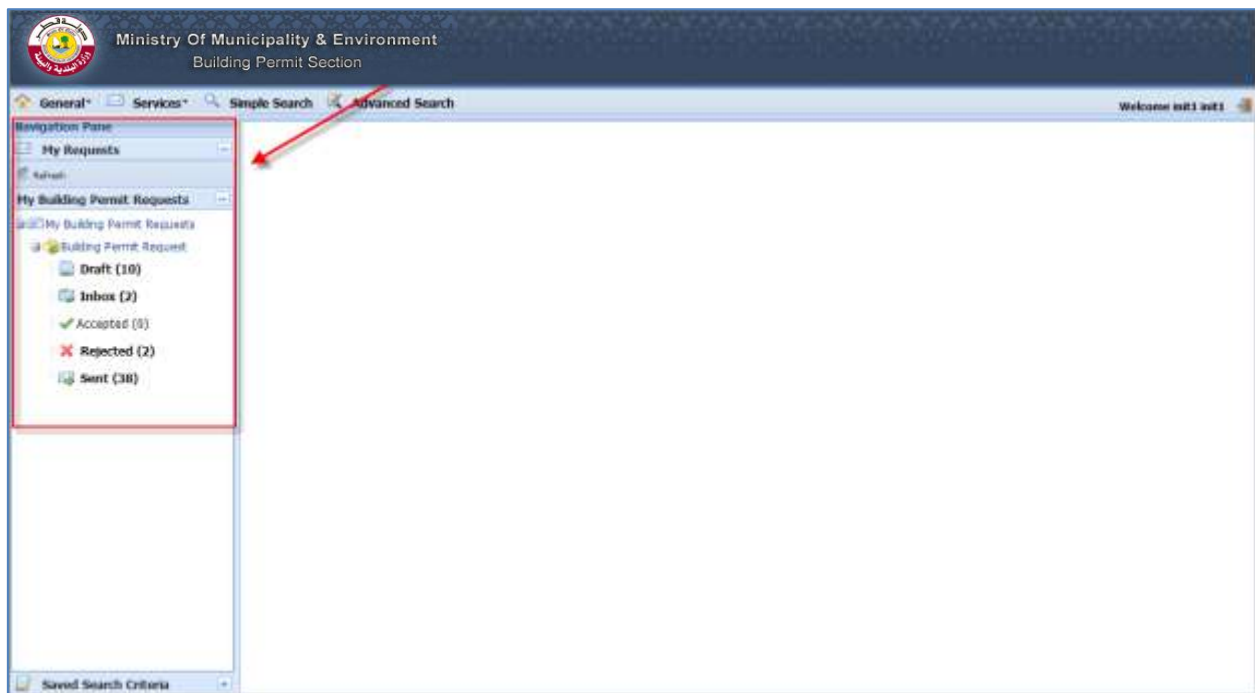 Ministry Of Municipality & Environment
Building Permit Section
General Services Simple Search Advanced Search Welcome init1 init1
Navigation Pane
My Requests
Refresh
My Building Permit Requests
My Building Permit Requests
Building Permit Request
Draft (10)
Inbox (2)
Accepted (0)
Rejected (2)
Sent (38)
Saved Search Criteria